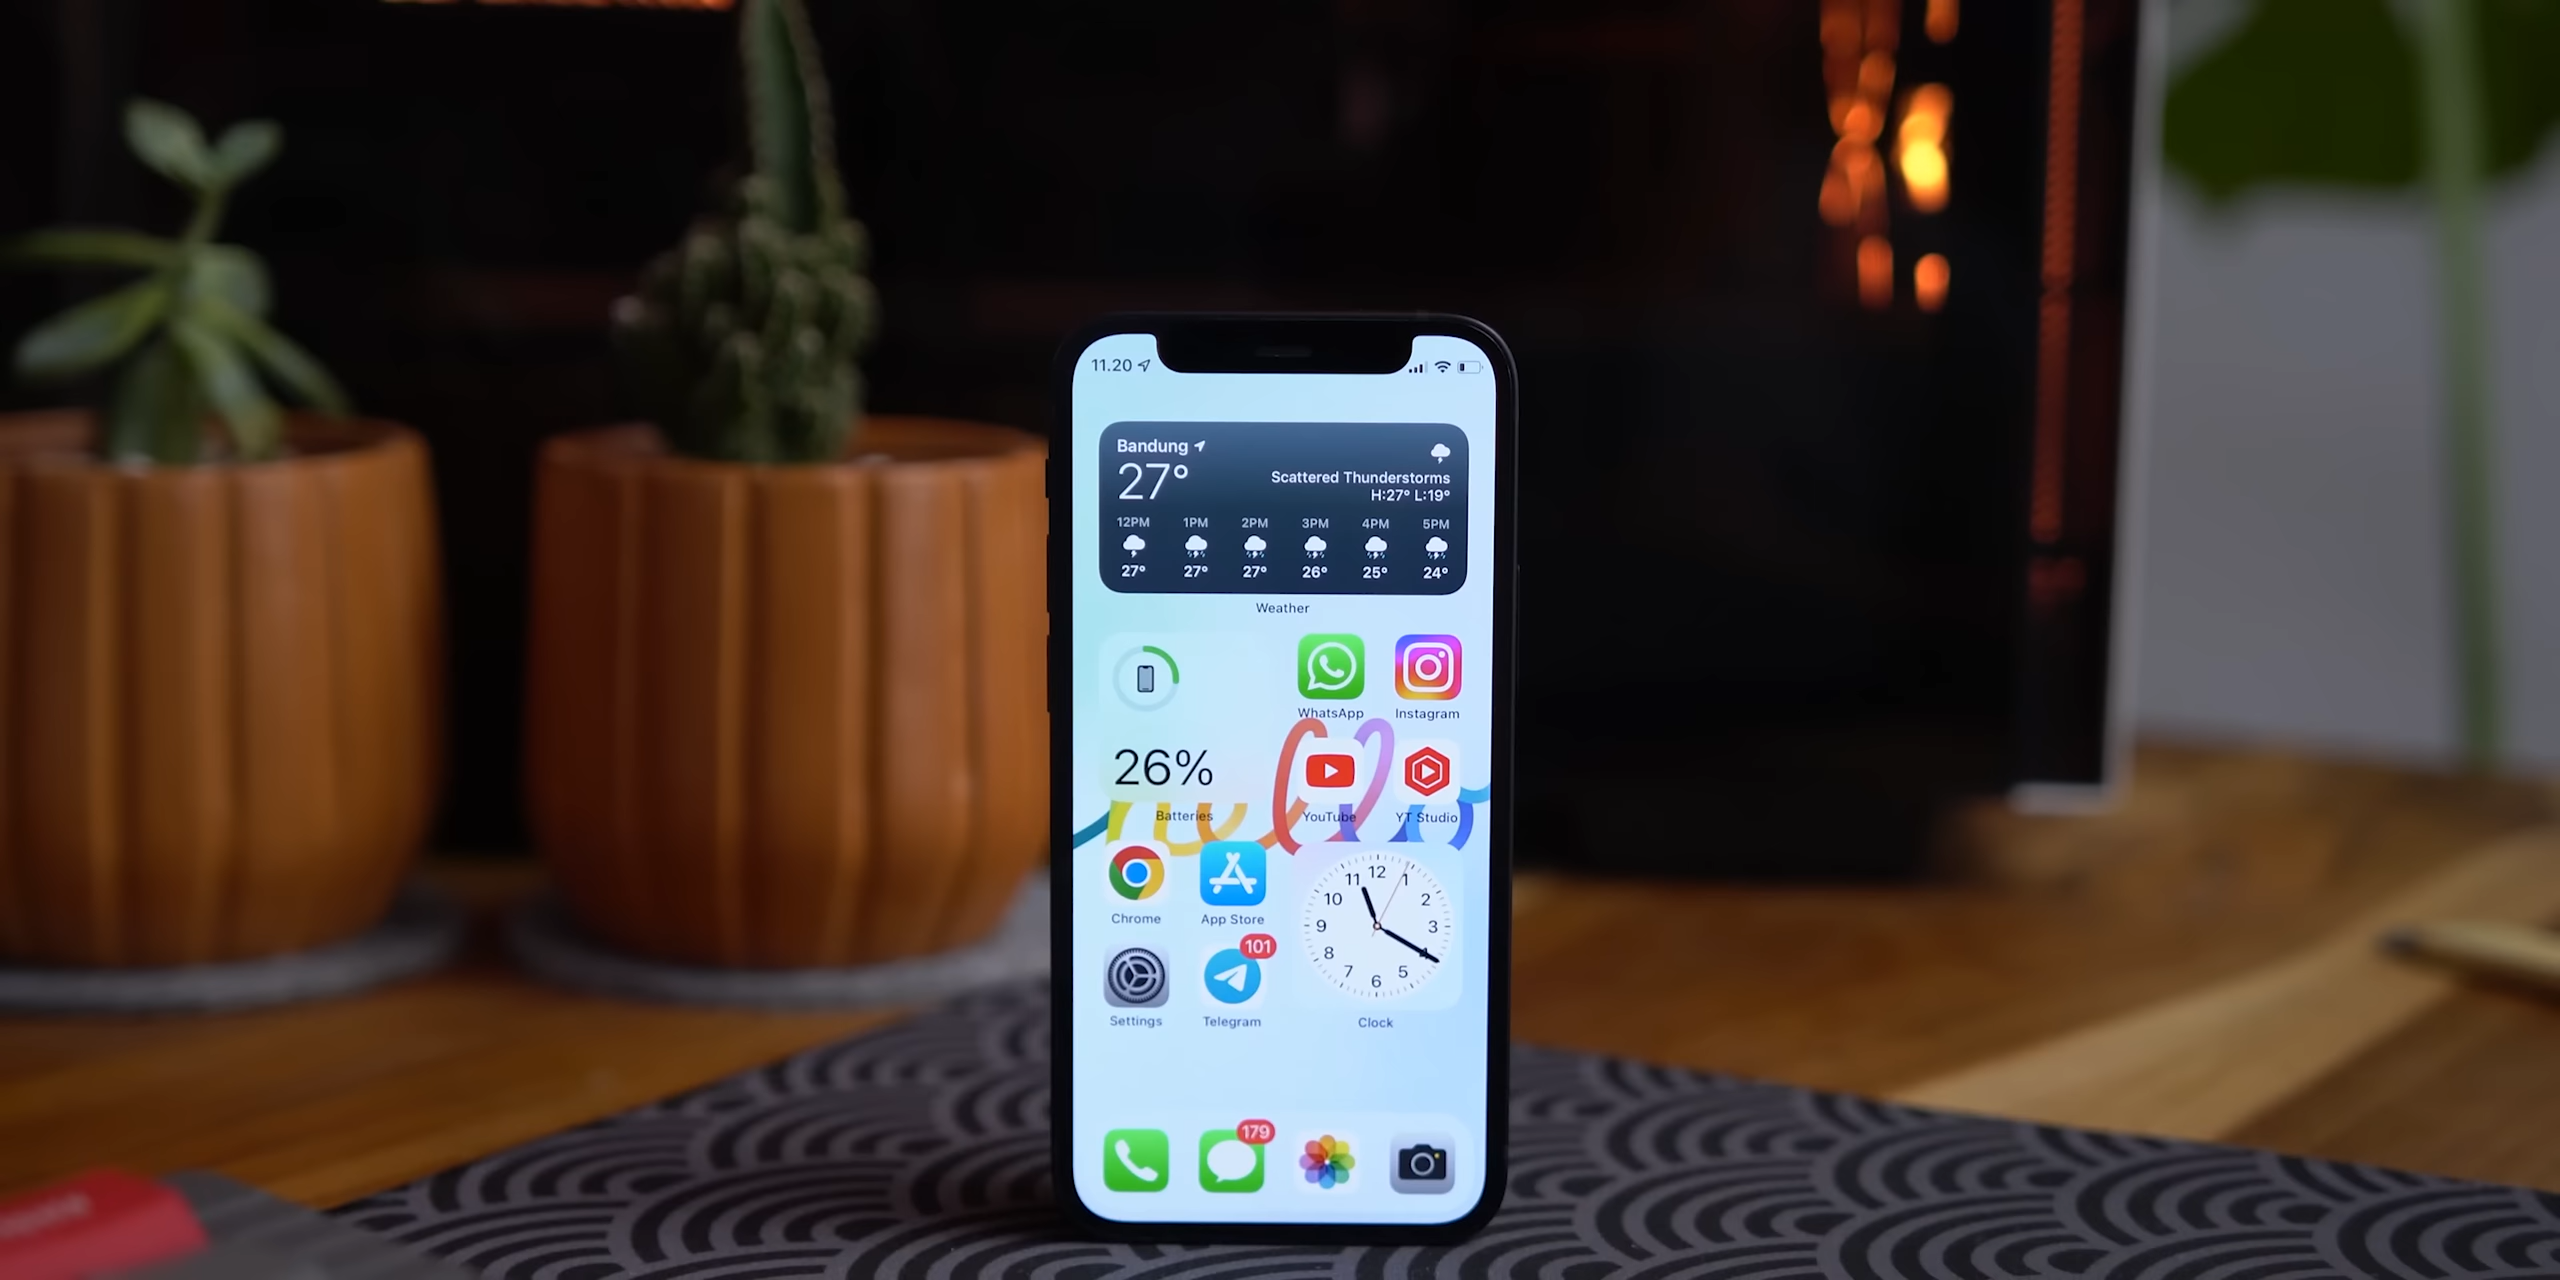 11.20
Bandung
27°
Scattered Thunderstorms
H:27° L:19°
12PM 1PM 2PM 3PM 4PM 5PM
27° 27° 27° 26° 25° 24°
Weather
WhatsApp Instagram
26%
hello
Batteries YouTube YT Studio
Chrome App Store
12 1 2 3 4 5 6 7 8 9 10 11
101
Settings Telegram Clock
179